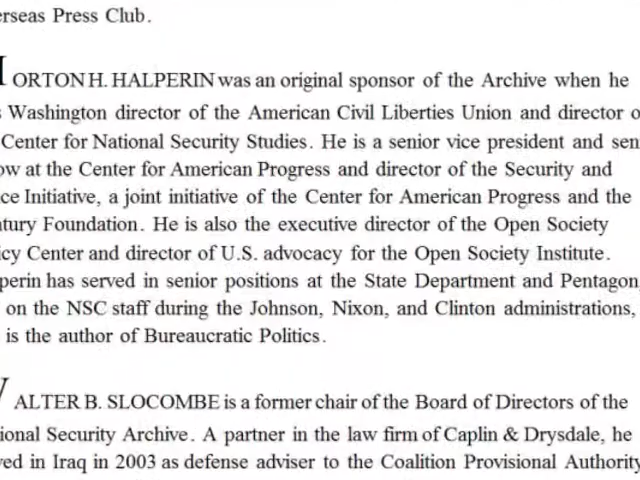 erseas Press Club.
ORTON H. HALPERIN was an original sponsor of the Archive when he
s Washington director of the American Civil Liberties Union and director o
Center for National Security Studies. He is a senior vice president and sen
ow at the Center for American Progress and director of the Security and
ce Initiative, a joint initiative of the Center for American Progress and the
ntury Foundation. He is also the executive director of the Open Society
icy Center and director of U.S. advocacy for the Open Society Institute.
perin has served in senior positions at the State Department and Pentagon,
on the NSC staff during the Johnson, Nixon, and Clinton administrations,
is the author of Bureaucratic Politics.
ALTER B. SLOCOMBE is a former chair of the Board of Directors of the
ional Security Archive. A partner in the law firm of Caplin & Drysdale, he
ved in Iraq in 2003 as defense adviser to the Coalition Provisional Authority